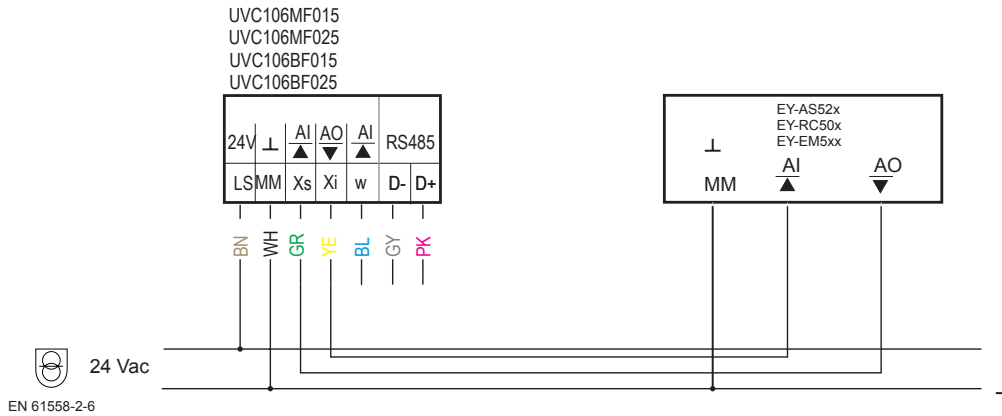 UVC106MF015
UVC106MF025
UVC106BF015
UVC106BF025
24V ⊥ AI AO AI RS485
LS MM Xs Xi w D- D+
BN WH GR YE BL GY PK
EY-AS52x
EY-RC50x
EY-EM5xx
⊥ AI AO
MM
24 Vac
EN 61558-2-6